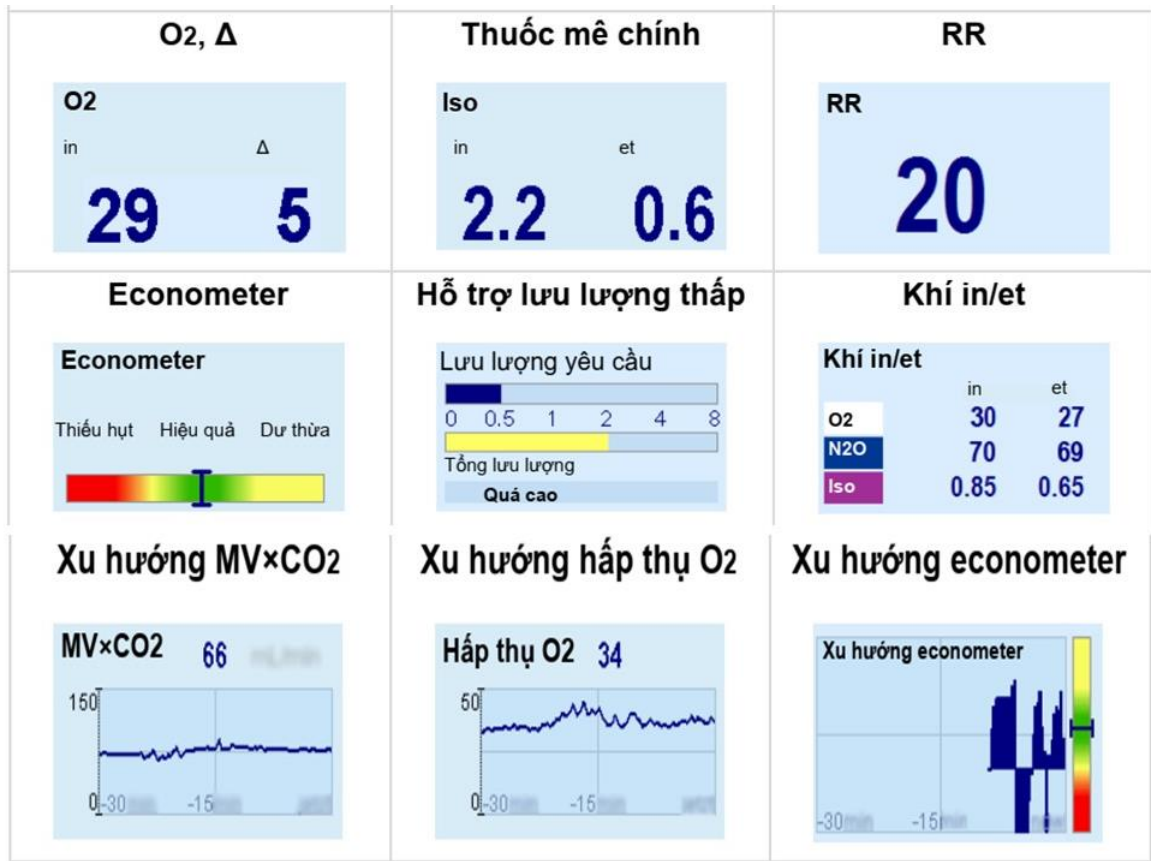 O2, Δ
O2
in Δ
29 5
Thuốc mê chính
Iso
in et
2.2 0.6
RR
RR
20
Econometer
Econometer
Thiếu hụt Hiệu quả Dư thừa
Hỗ trợ lưu lượng thấp
Lưu lượng yêu cầu
0 0.5 1 2 4 8
Tổng lưu lượng
Quá cao
Khí in/et
Khí in/et
in et
O2 30 27
N2O 70 69
Iso 0.85 0.65
Xu hướng MV×CO2
MV×CO2 66
150
0 -30 -15
Xu hướng hấp thụ O2
Hấp thụ O2 34
50
0 -30 -15
Xu hướng econometer
Xu hướng econometer
-30 -15